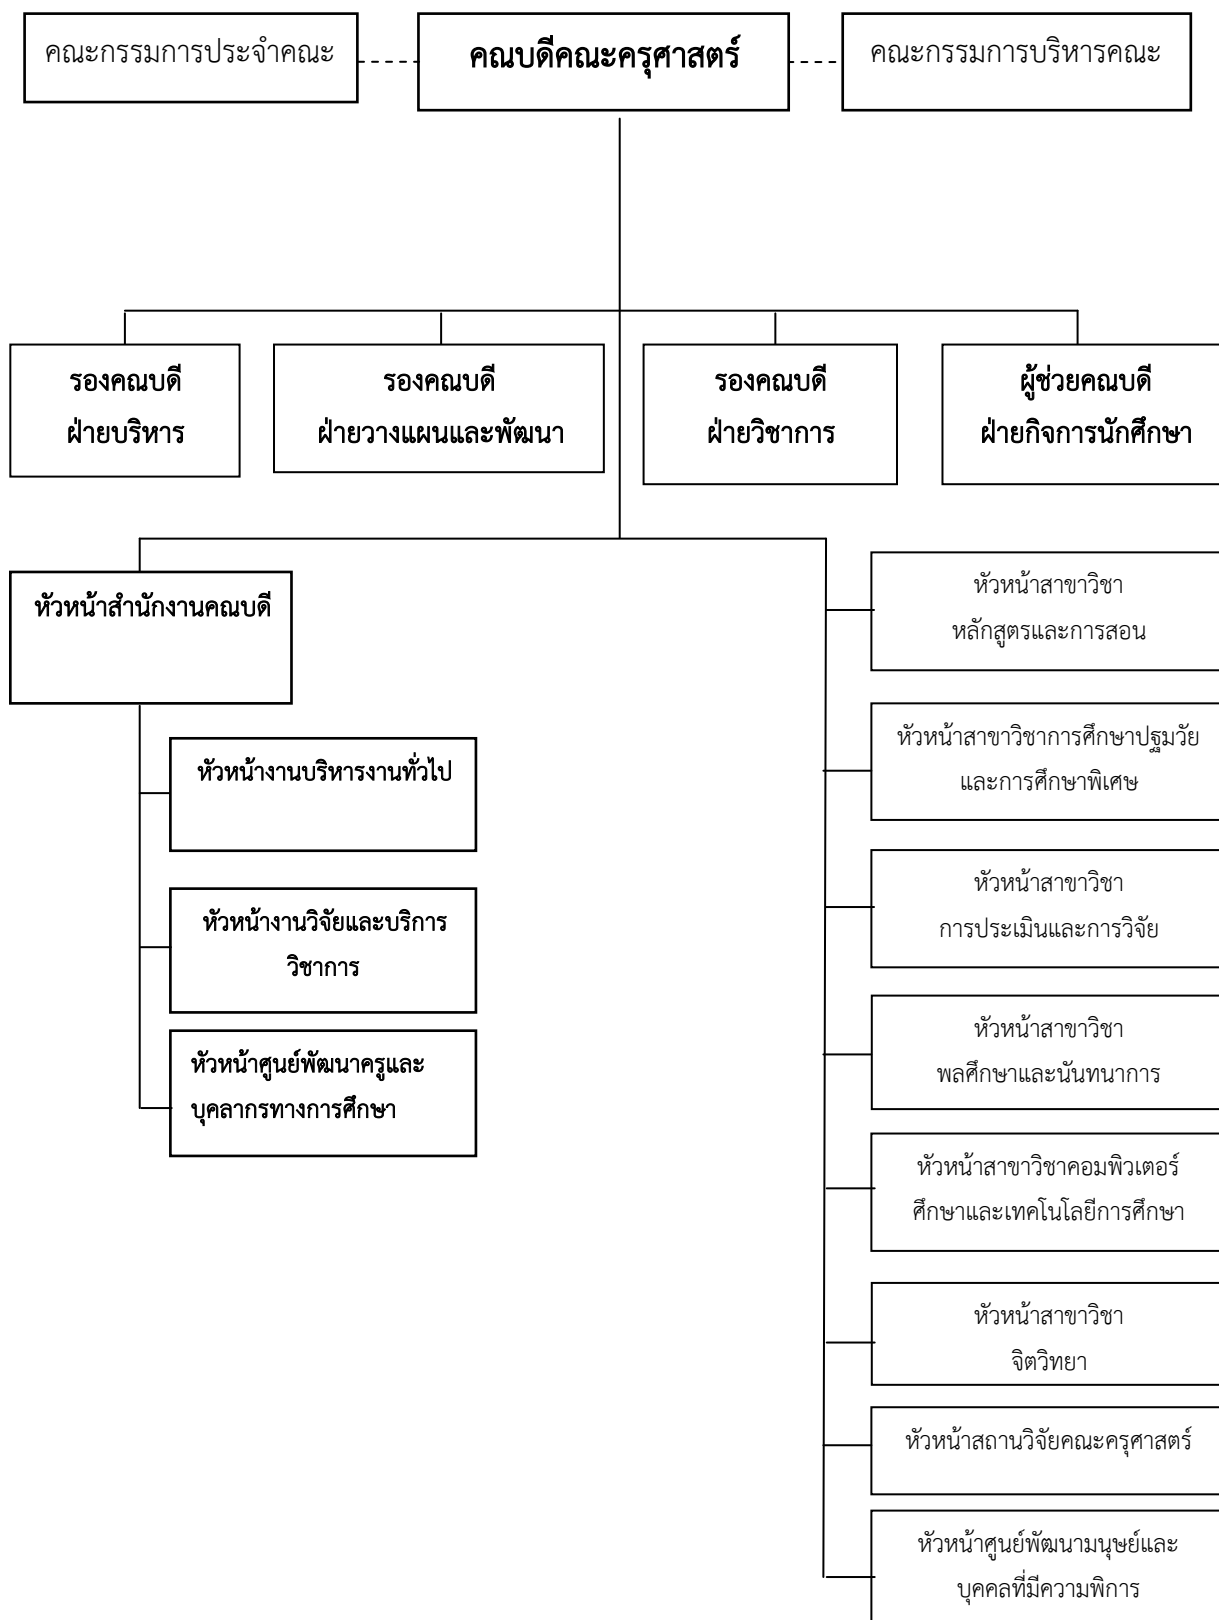 คณะกรรมการประจำคณะ
คณบดีคณะครุศาสตร์
คณะกรรมการบริหารคณะ
รองคณบดี
ฝ่ายบริหาร
รองคณบดี
ฝ่ายวางแผนและพัฒนา
รองคณบดี
ฝ่ายวิชาการ
ผู้ช่วยคณบดี
ฝ่ายกิจการนักศึกษา
หัวหน้าสำนักงานคณบดี
หัวหน้างานบริหารงานทั่วไป
หัวหน้างานวิจัยและบริการ
วิชาการ
หัวหน้าศูนย์พัฒนาครูและ
บุคลากรทางการศึกษา
หัวหน้าสาขาวิชา
หลักสูตรและการสอน
หัวหน้าสาขาวิชาการศึกษาปฐมวัย
และการศึกษาพิเศษ
หัวหน้าสาขาวิชา
การประเมินและการวิจัย
หัวหน้าสาขาวิชา
พลศึกษาและนันทนาการ
หัวหน้าสาขาวิชาคอมพิวเตอร์
ศึกษาและเทคโนโลยีการศึกษา
หัวหน้าสาขาวิชา
จิตวิทยา
หัวหน้าสถานวิจัยคณะครุศาสตร์
หัวหน้าศูนย์พัฒนามนุษย์และ
บุคคลที่มีความพิการ